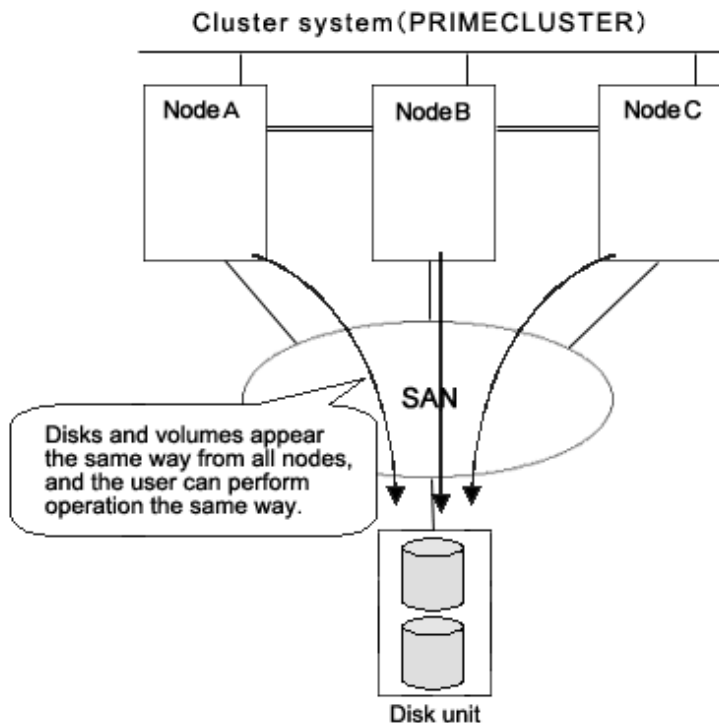 Cluster system(PRIMECLUSTER)
Node A
Node B
Node C
SAN
Disks and volumes appear
the same way from all nodes,
and the user can perform
operation the same way.
Disk unit